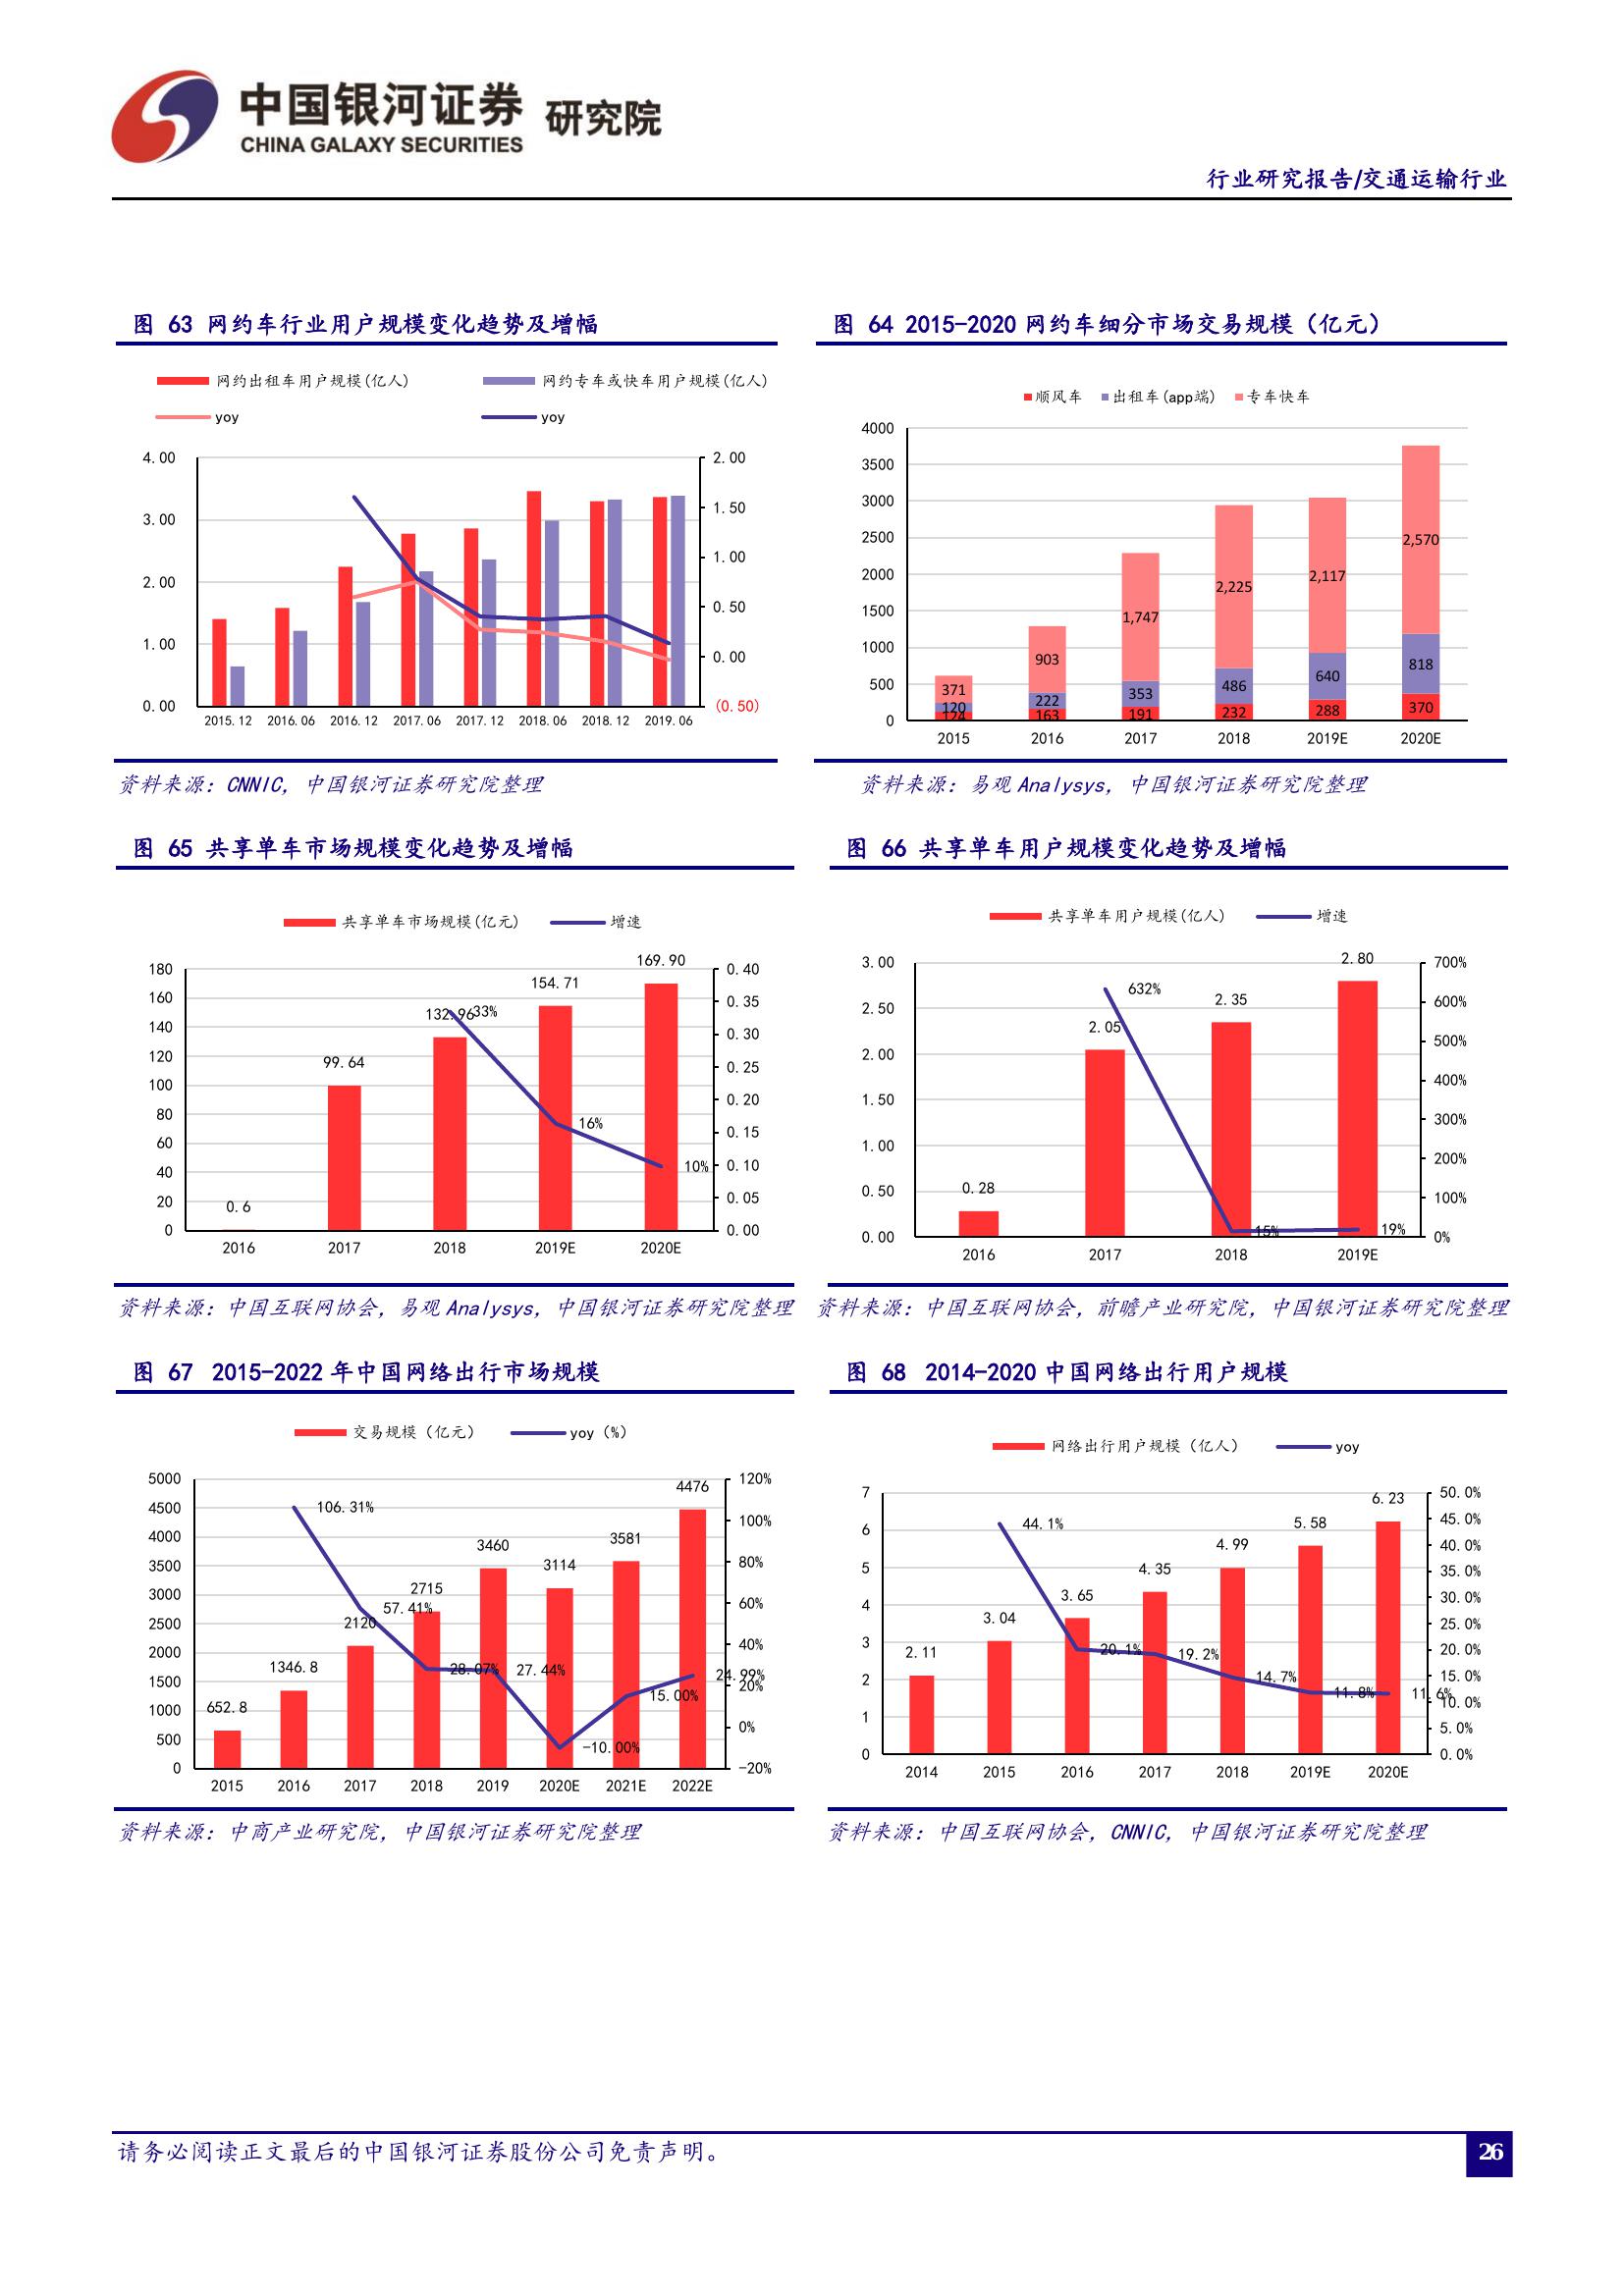 中国银河证券 研究院
CHINA GALAXY SECURITIES
行业研究报告/交通运输行业
图 63 网约车行业用户规模变化趋势及增幅
网约出租车用户规模(亿人) 网约专车或快车用户规模(亿人)
yoy yoy
4.00 2.00
1.50
3.00
1.00
2.00
0.50
1.00
0.00
0.00 (0.50)
2015.12 2016.06 2016.12 2017.06 2017.12 2018.06 2018.12 2019.06
资料来源：CNNIC，中国银河证券研究院整理
图 64 2015-2020 网约车细分市场交易规模（亿元）
顺风车 出租车(app端) 专车快车
4000
3500
3000
2500
2000
1500
1000
500
0
371 903 1,747 2,225 2,117 2,570
120 222 353 486 640 818
124 163 191 232 288 370
2015 2016 2017 2018 2019E 2020E
资料来源：易观 Analysys，中国银河证券研究院整理
图 65 共享单车市场规模变化趋势及增幅
共享单车市场规模(亿元) 增速
180 0.40
160 0.35
140 0.30
120 0.25
100 0.20
80 0.15
60
40 0.10
20 0.05
0 0.00
0.6 99.64 132.96 154.71 169.90
33% 16% 10%
2016 2017 2018 2019E 2020E
资料来源：中国互联网协会，易观 Analysys，中国银河证券研究院整理
图 66 共享单车用户规模变化趋势及增幅
共享单车用户规模(亿人) 增速
3.00 700%
2.50 600%
500%
2.00 400%
1.50 300%
1.00 200%
0.50 100%
0.00 0%
0.28 2.05 2.35 2.80
632% 15% 19%
2016 2017 2018 2019E
资料来源：中国互联网协会，前瞻产业研究院，中国银河证券研究院整理
图 67 2015-2022 年中国网络出行市场规模
交易规模（亿元） yoy（%）
5000 120%
4500 100%
4000
3500 80%
3000 60%
2500
2000 40%
1500 20%
1000 0%
500
0 -20%
652.8 1346.8 2120 2715 3460 3114 3581 4476
106.31% 57.41% 28.07% 27.44% -10.00% 15.00% 24.99%
2015 2016 2017 2018 2019 2020E 2021E 2022E
资料来源：中商产业研究院，中国银河证券研究院整理
图 68 2014-2020 中国网络出行用户规模
网络出行用户规模（亿人） yoy
7 50.0%
45.0%
6 40.0%
5 35.0%
4 30.0%
25.0%
3 20.0%
2 15.0%
10.0%
1 5.0%
0 0.0%
2.11 3.04 3.65 4.35 4.99 5.58 6.23
44.1% 20.1% 19.2% 14.7% 11.8% 11.6%
2014 2015 2016 2017 2018 2019E 2020E
资料来源：中国互联网协会，CNNIC，中国银河证券研究院整理
请务必阅读正文最后的中国银河证券股份公司免责声明。
26